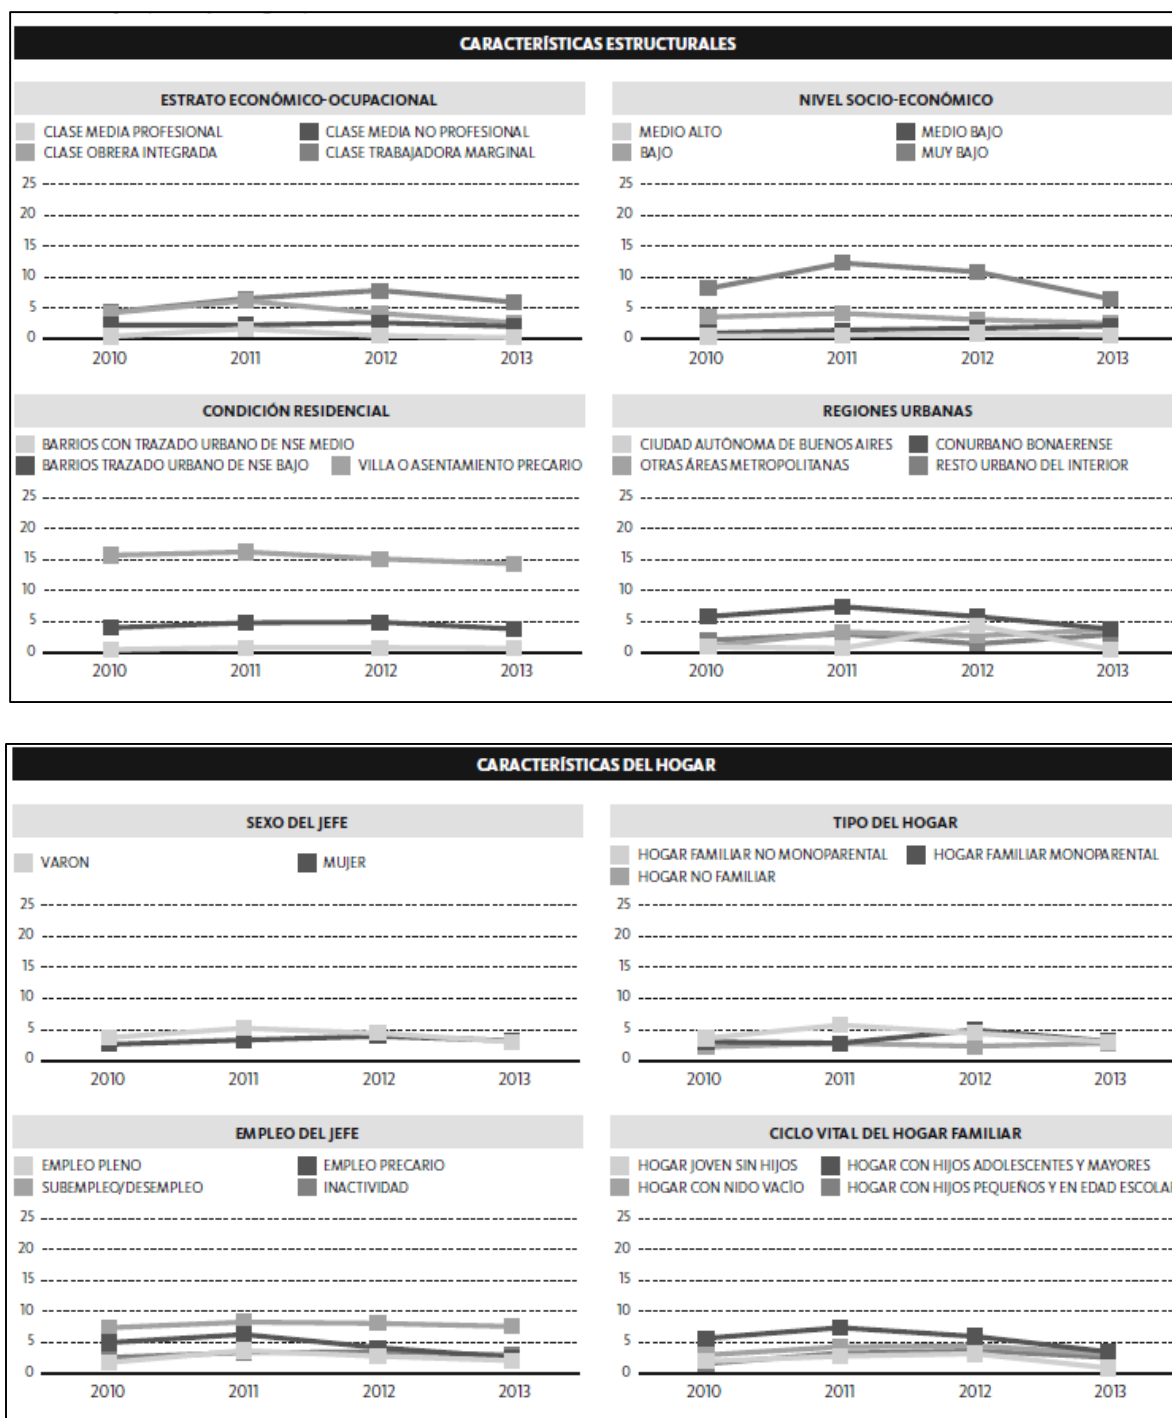 CARACTERÍSTICAS ESTRUCTURALES
ESTRATO ECONÓMICO-OCUPACIONAL
CLASE MEDIA PROFESIONAL CLASE MEDIA NO PROFESIONAL
CLASE OBRERA INTEGRADA CLASE TRABAJADORA MARGINAL
25
20
15
10
5
0
2010 2011 2012 2013
NIVEL SOCIO-ECONÓMICO
MEDIO ALTO MEDIO BAJO
BAJO MUY BAJO
25
20
15
10
5
0
2010 2011 2012 2013
CONDICIÓN RESIDENCIAL
BARRIOS CON TRAZADO URBANO DE NSE MEDIO
BARRIOS TRAZADO URBANO DE NSE BAJO VILLA O ASENTAMIENTO PRECARIO
25
20
15
10
5
0
2010 2011 2012 2013
REGIONES URBANAS
CIUDAD AUTÓNOMA DE BUENOS AIRES CONURBANO BONAERENSE
OTRAS ÁREAS METROPOLITANAS RESTO URBANO DEL INTERIOR
25
20
15
10
5
0
2010 2011 2012 2013
CARACTERÍSTICAS DEL HOGAR
SEXO DEL JEFE
VARON MUJER
25
20
15
10
5
0
2010 2011 2012 2013
TIPO DEL HOGAR
HOGAR FAMILIAR NO MONOPARENTAL HOGAR FAMILIAR MONOPARENTAL
HOGAR NO FAMILIAR
25
20
15
10
5
0
2010 2011 2012 2013
EMPLEO DEL JEFE
EMPLEO PLENO EMPLEO PRECARIO
SUBEMPLEO/DESEMPLEO INACTIVIDAD
25
20
15
10
5
0
2010 2011 2012 2013
CICLO VITAL DEL HOGAR FAMILIAR
HOGAR JOVEN SIN HIJOS HOGAR CON HIJOS ADOLESCENTES Y MAYORES
HOGAR CON NIDO VACÍO HOGAR CON HIJOS PEQUEÑOS Y EN EDAD ESCOLA
25
20
15
10
5
0
2010 2011 2012 2013